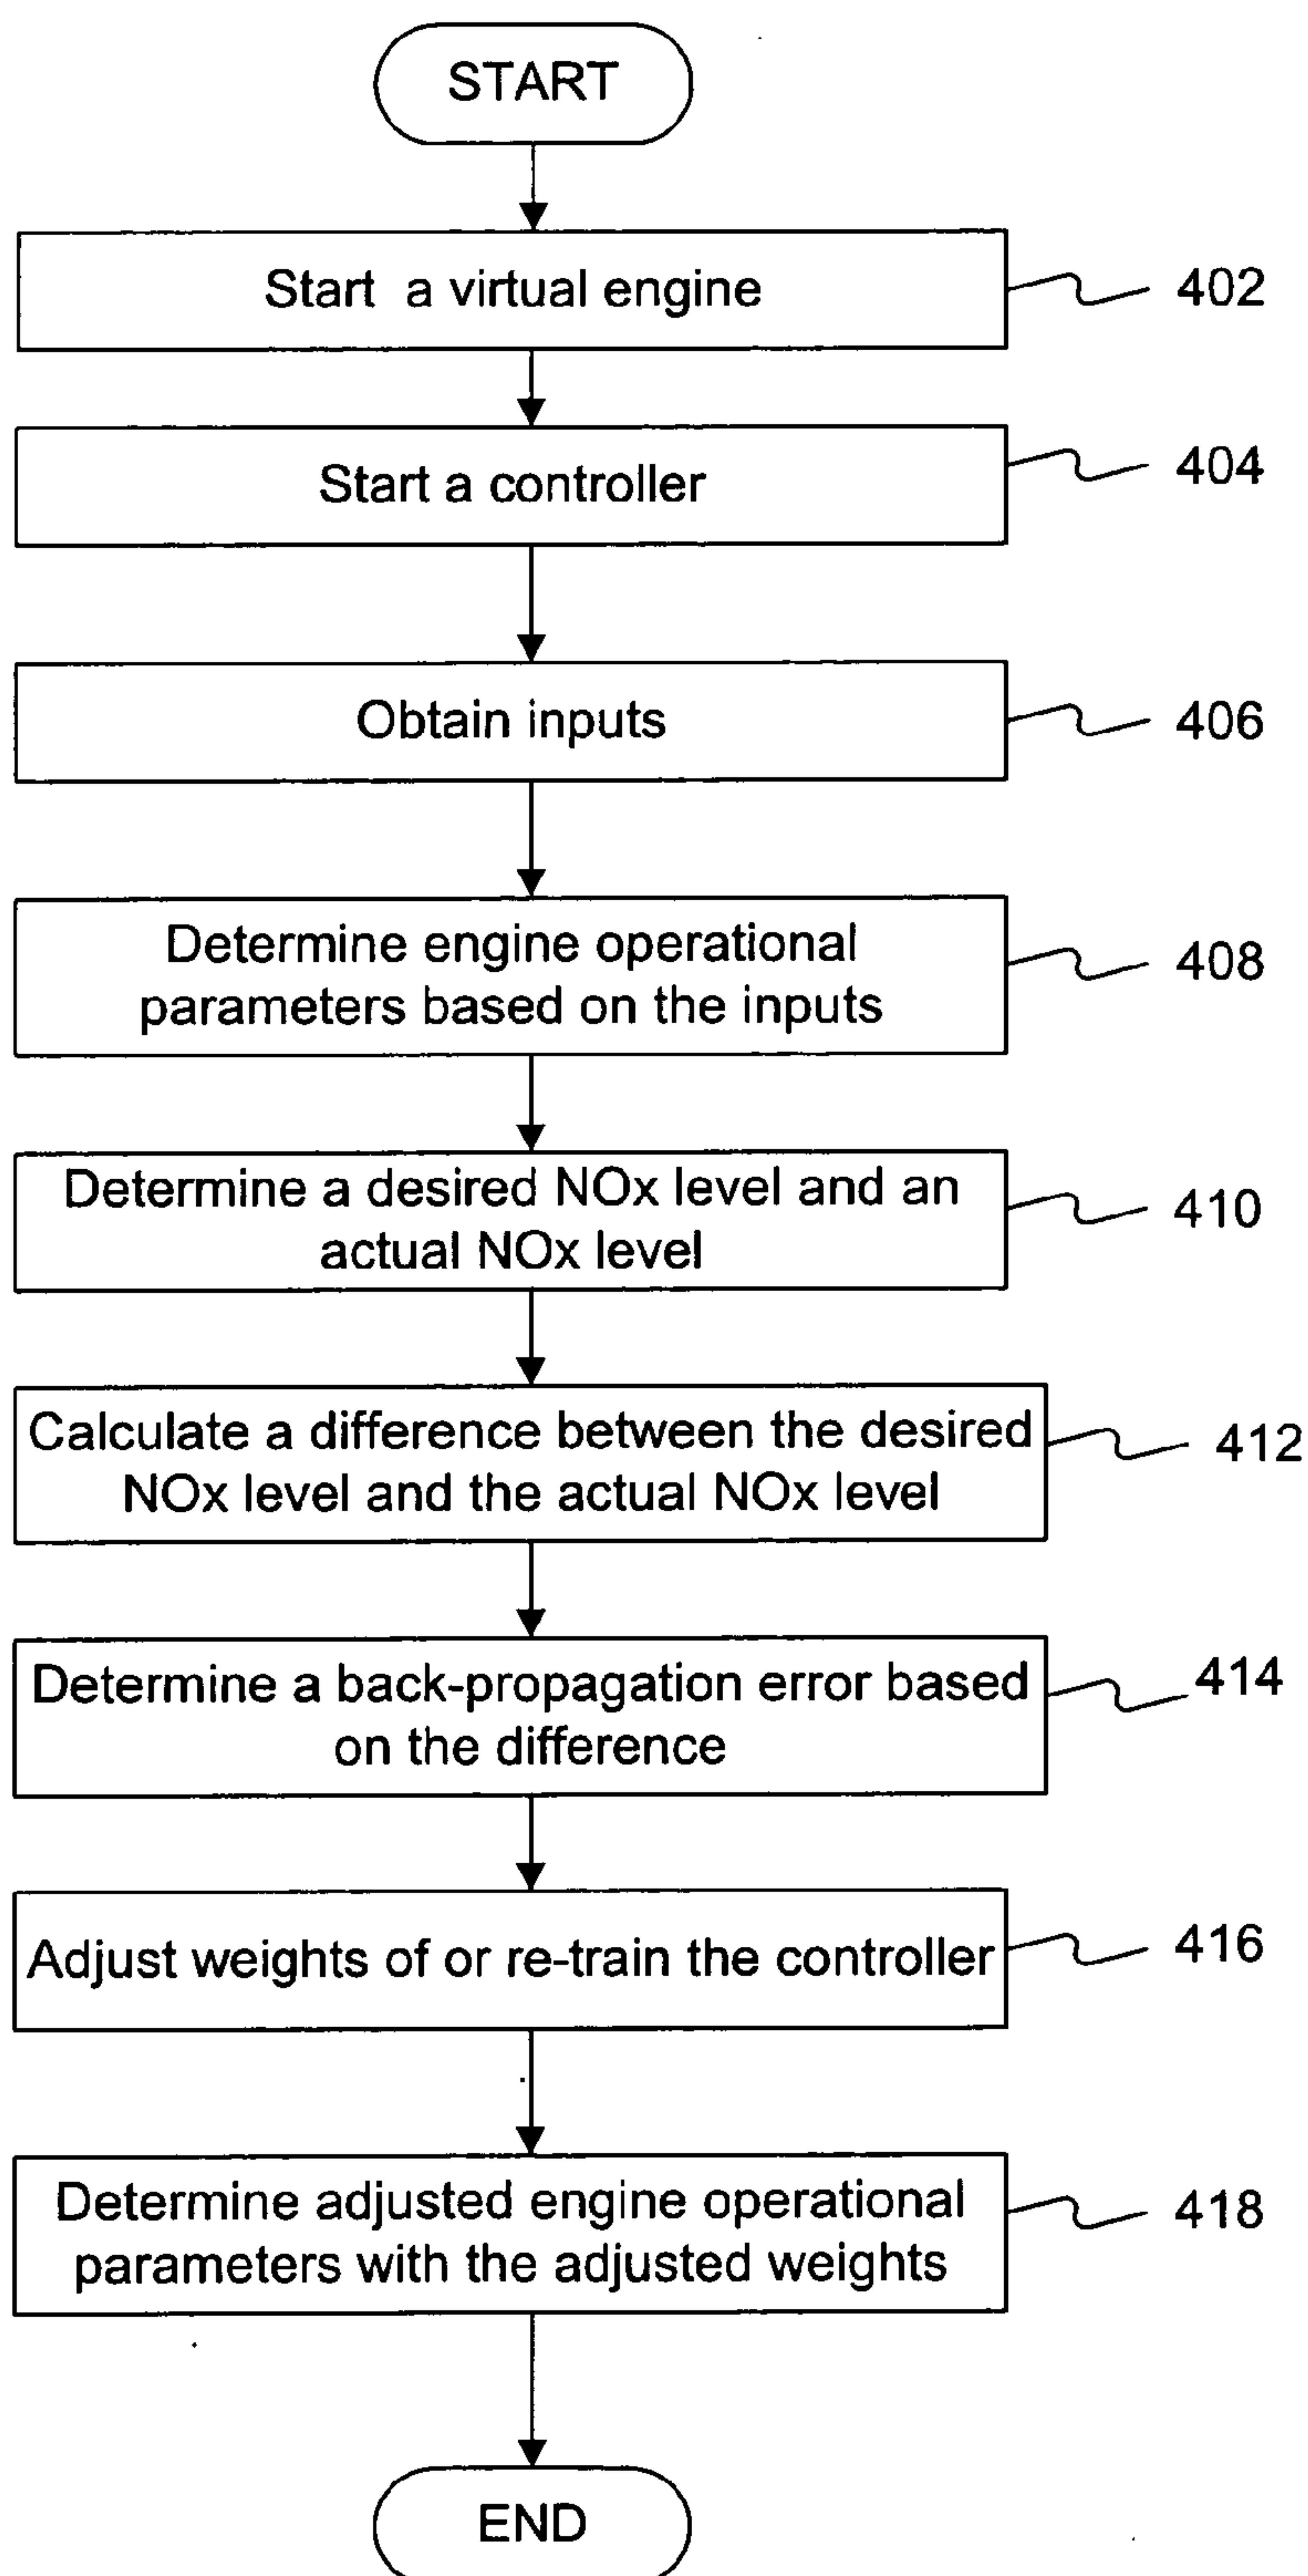 START
Start a virtual engine
402
Start a controller
404
Obtain inputs
406
Determine engine operational
parameters based on the inputs
408
Determine a desired NOx level and an
actual NOx level
410
Calculate a difference between the desired
NOx level and the actual NOx level
412
Determine a back-propagation error based
on the difference
414
Adjust weights of or re-train the controller
416
Determine adjusted engine operational
parameters with the adjusted weights
418
END